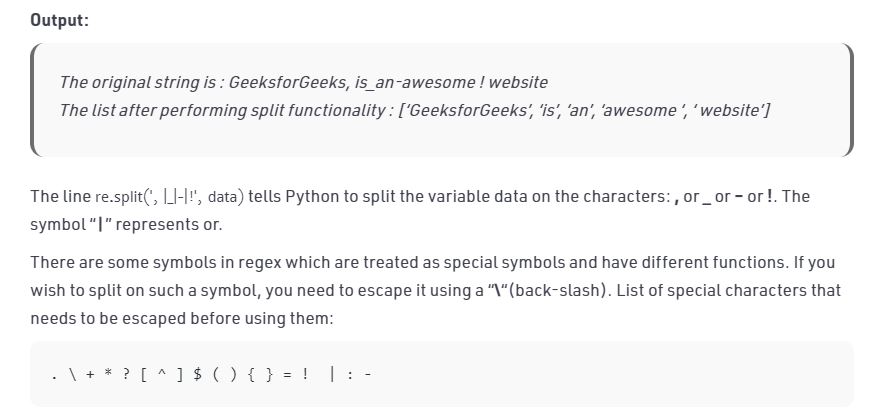 Output:
The original string is : GeeksforGeeks, is_an-awesome ! website
The list after performing split functionality : [‘GeeksforGeeks’, ‘is’, ‘an’, ‘awesome ‘, ‘ website’]
The line re.split(', |_|-|!', data) tells Python to split the variable data on the characters: , or _ or – or !. The
symbol “|” represents or.
There are some symbols in regex which are treated as special symbols and have different functions. If you
wish to split on such a symbol, you need to escape it using a “\“(back-slash). List of special characters that
needs to be escaped before using them:
. \ + * ? [ ^ ] $ ( ) { } = !  | : -